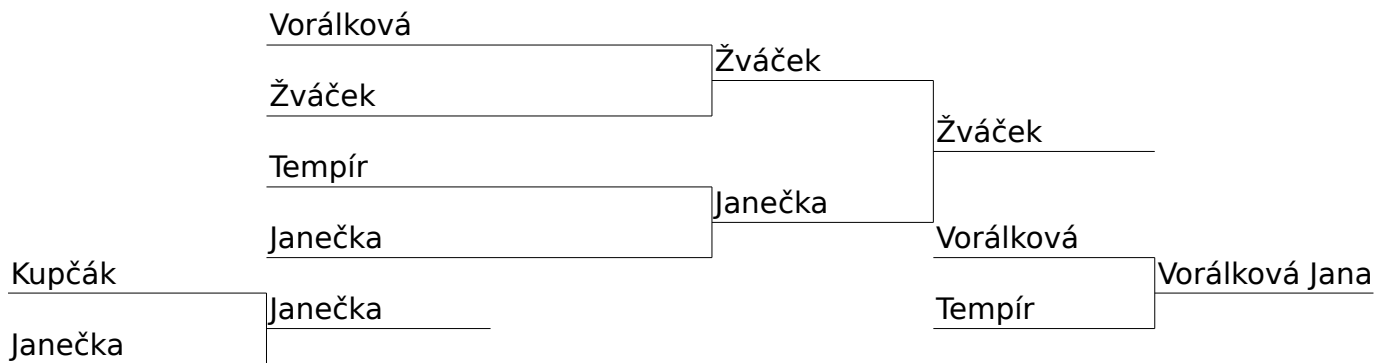 Vorálková
Žváček
Žváček
Žváček
Tempír
Janečka
Janečka
Vorálková
Kupčák
Vorálková Jana
Janečka
Tempír
Janečka